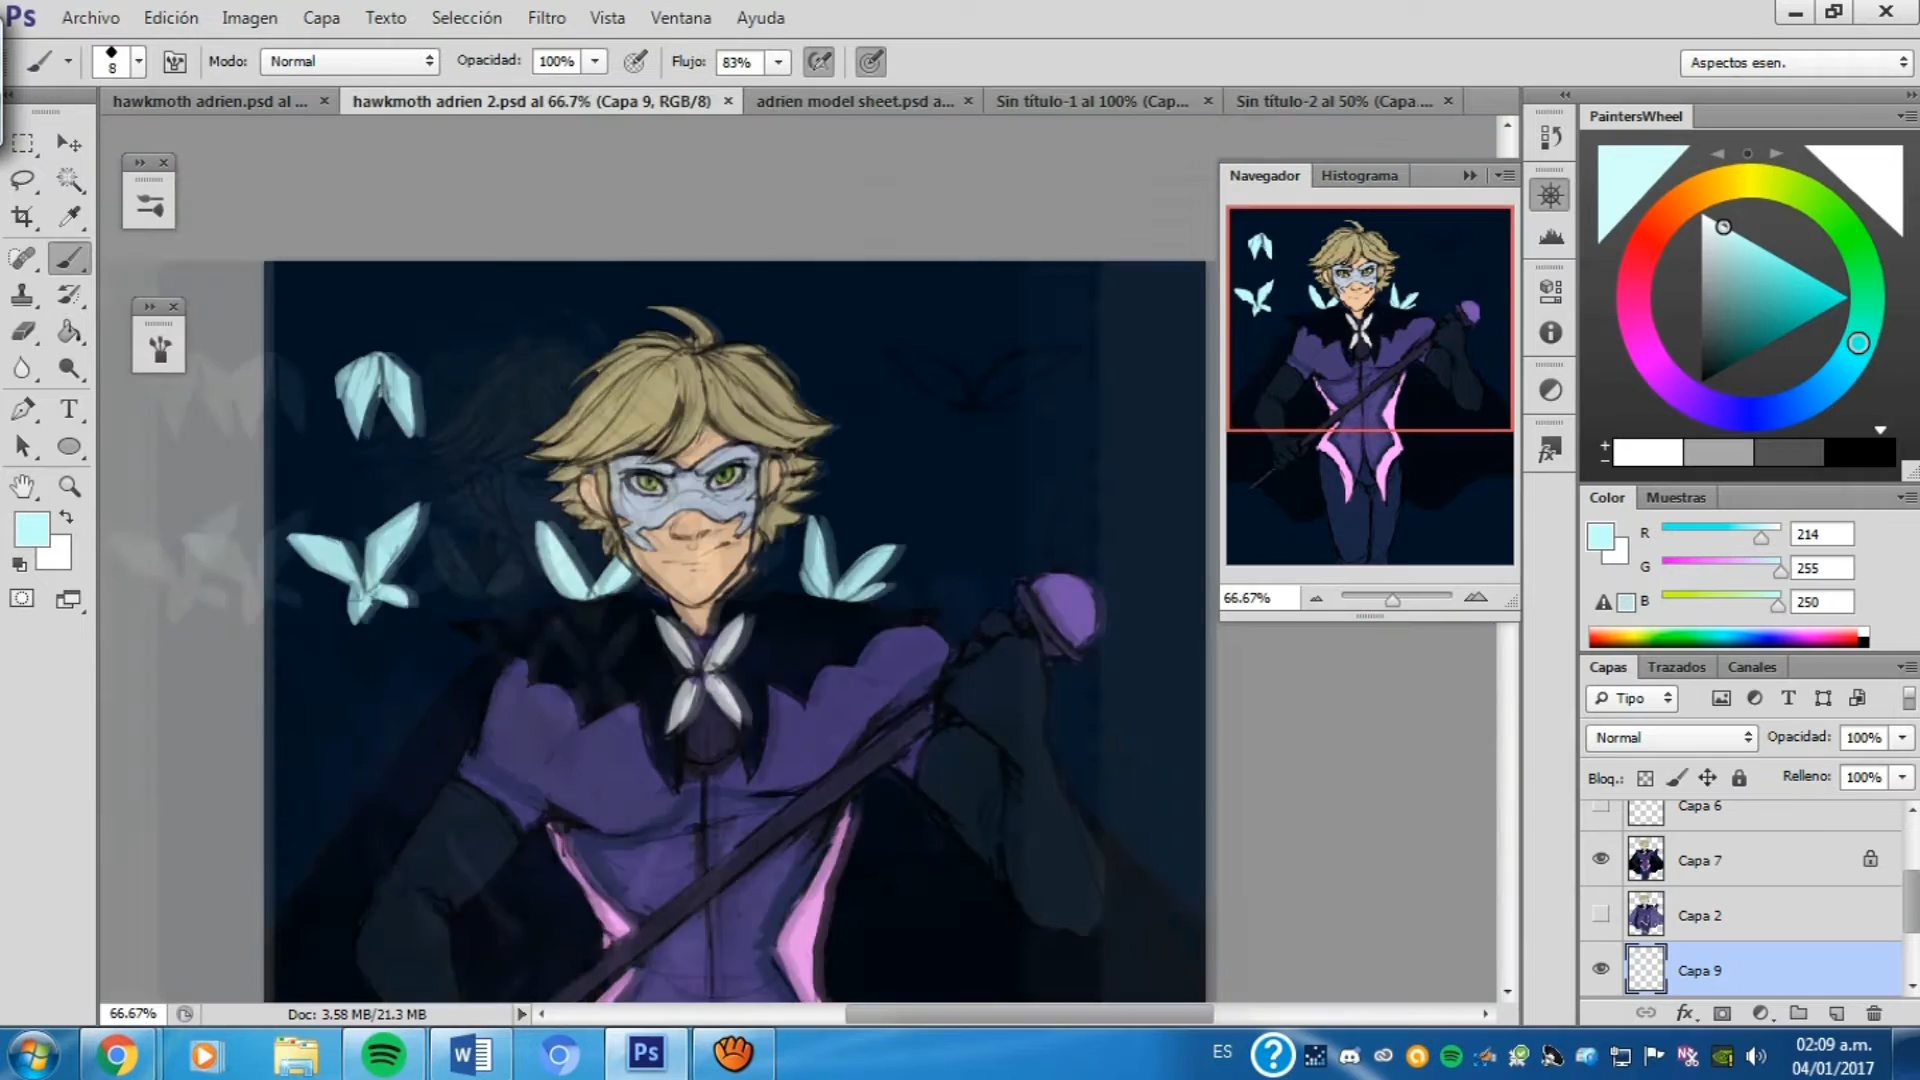 Ps Archivo Edición Imagen Capa Texto Selección Filtro Vista Ventana Ayuda
8 Modo: Normal Opacidad: 100% Flujo: 83% Aspectos esen.
hawkmoth adrien.psd al ... × hawkmoth adrien 2.psd al 66.7% (Capa 9, RGB/8) × adrien model sheet.psd a... × Sin título-1 al 100% (Cap... × Sin título-2 al 50% (Capa.... ×
PaintersWheel
Navegador Histograma
66.67%
Color Muestras
R 214
G 255
B 250
Capas Trazados Canales
Tipo
Normal Opacidad: 100%
Bloq.: Relleno: 100%
Capa 6
Capa 7
Capa 2
Capa 9
fx
66.67% Doc: 3.58 MB/21.3 MB
ES
02:09 a.m.
04/01/2017